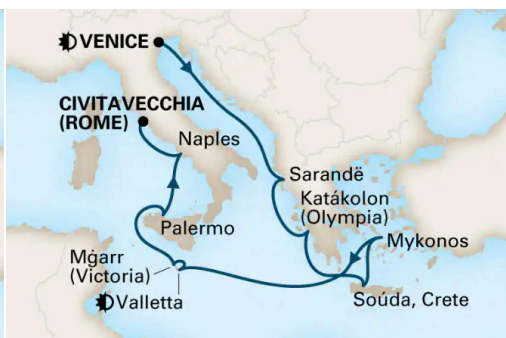 VENICE
CIVITAVECCHIA
(ROME)
Naples
Sarandë
Katákolon
(Olympia)
Palermo
Mykonos
Mġarr
(Victoria)
Valletta
Soúda, Crete